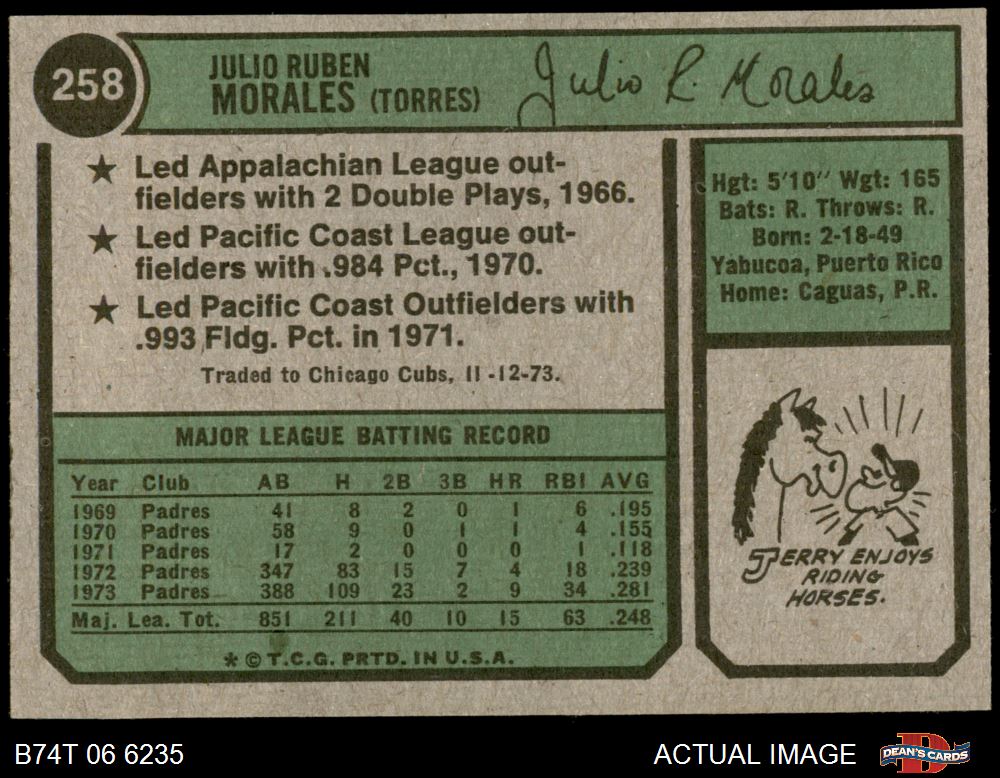 258
JULIO RUBEN
MORALES (TORRES)
Julio R. Morales
★ Led Appalachian League out-
fielders with 2 Double Plays, 1966.
★ Led Pacific Coast League out-
fielders with .984 Pct., 1970.
★ Led Pacific Coast Outfielders with
.993 Fldg. Pct. in 1971.
Traded to Chicago Cubs, 11-12-73.
Hgt: 5'10" Wgt: 165
Bats: R. Throws: R.
Born: 2-18-49
Yabucoa, Puerto Rico
Home: Caguas, P.R.
MAJOR LEAGUE BATTING RECORD
Year Club AB H 2B 3B HR RBI AVG
1969 Padres 41 8 2 0 1 6 .195
1970 Padres 58 9 0 1 1 4 .155
1971 Padres 17 2 0 0 0 1 .118
1972 Padres 347 83 15 7 4 18 .239
1973 Padres 388 109 23 2 9 34 .281
Maj. Lea. Tot. 851 211 40 10 15 63 .248
* © T.C.G. PRTD. IN U.S.A.
JERRY ENJOYS
RIDING
HORSES.
B74T 06 6235
ACTUAL IMAGE
DEAN'S CARDS